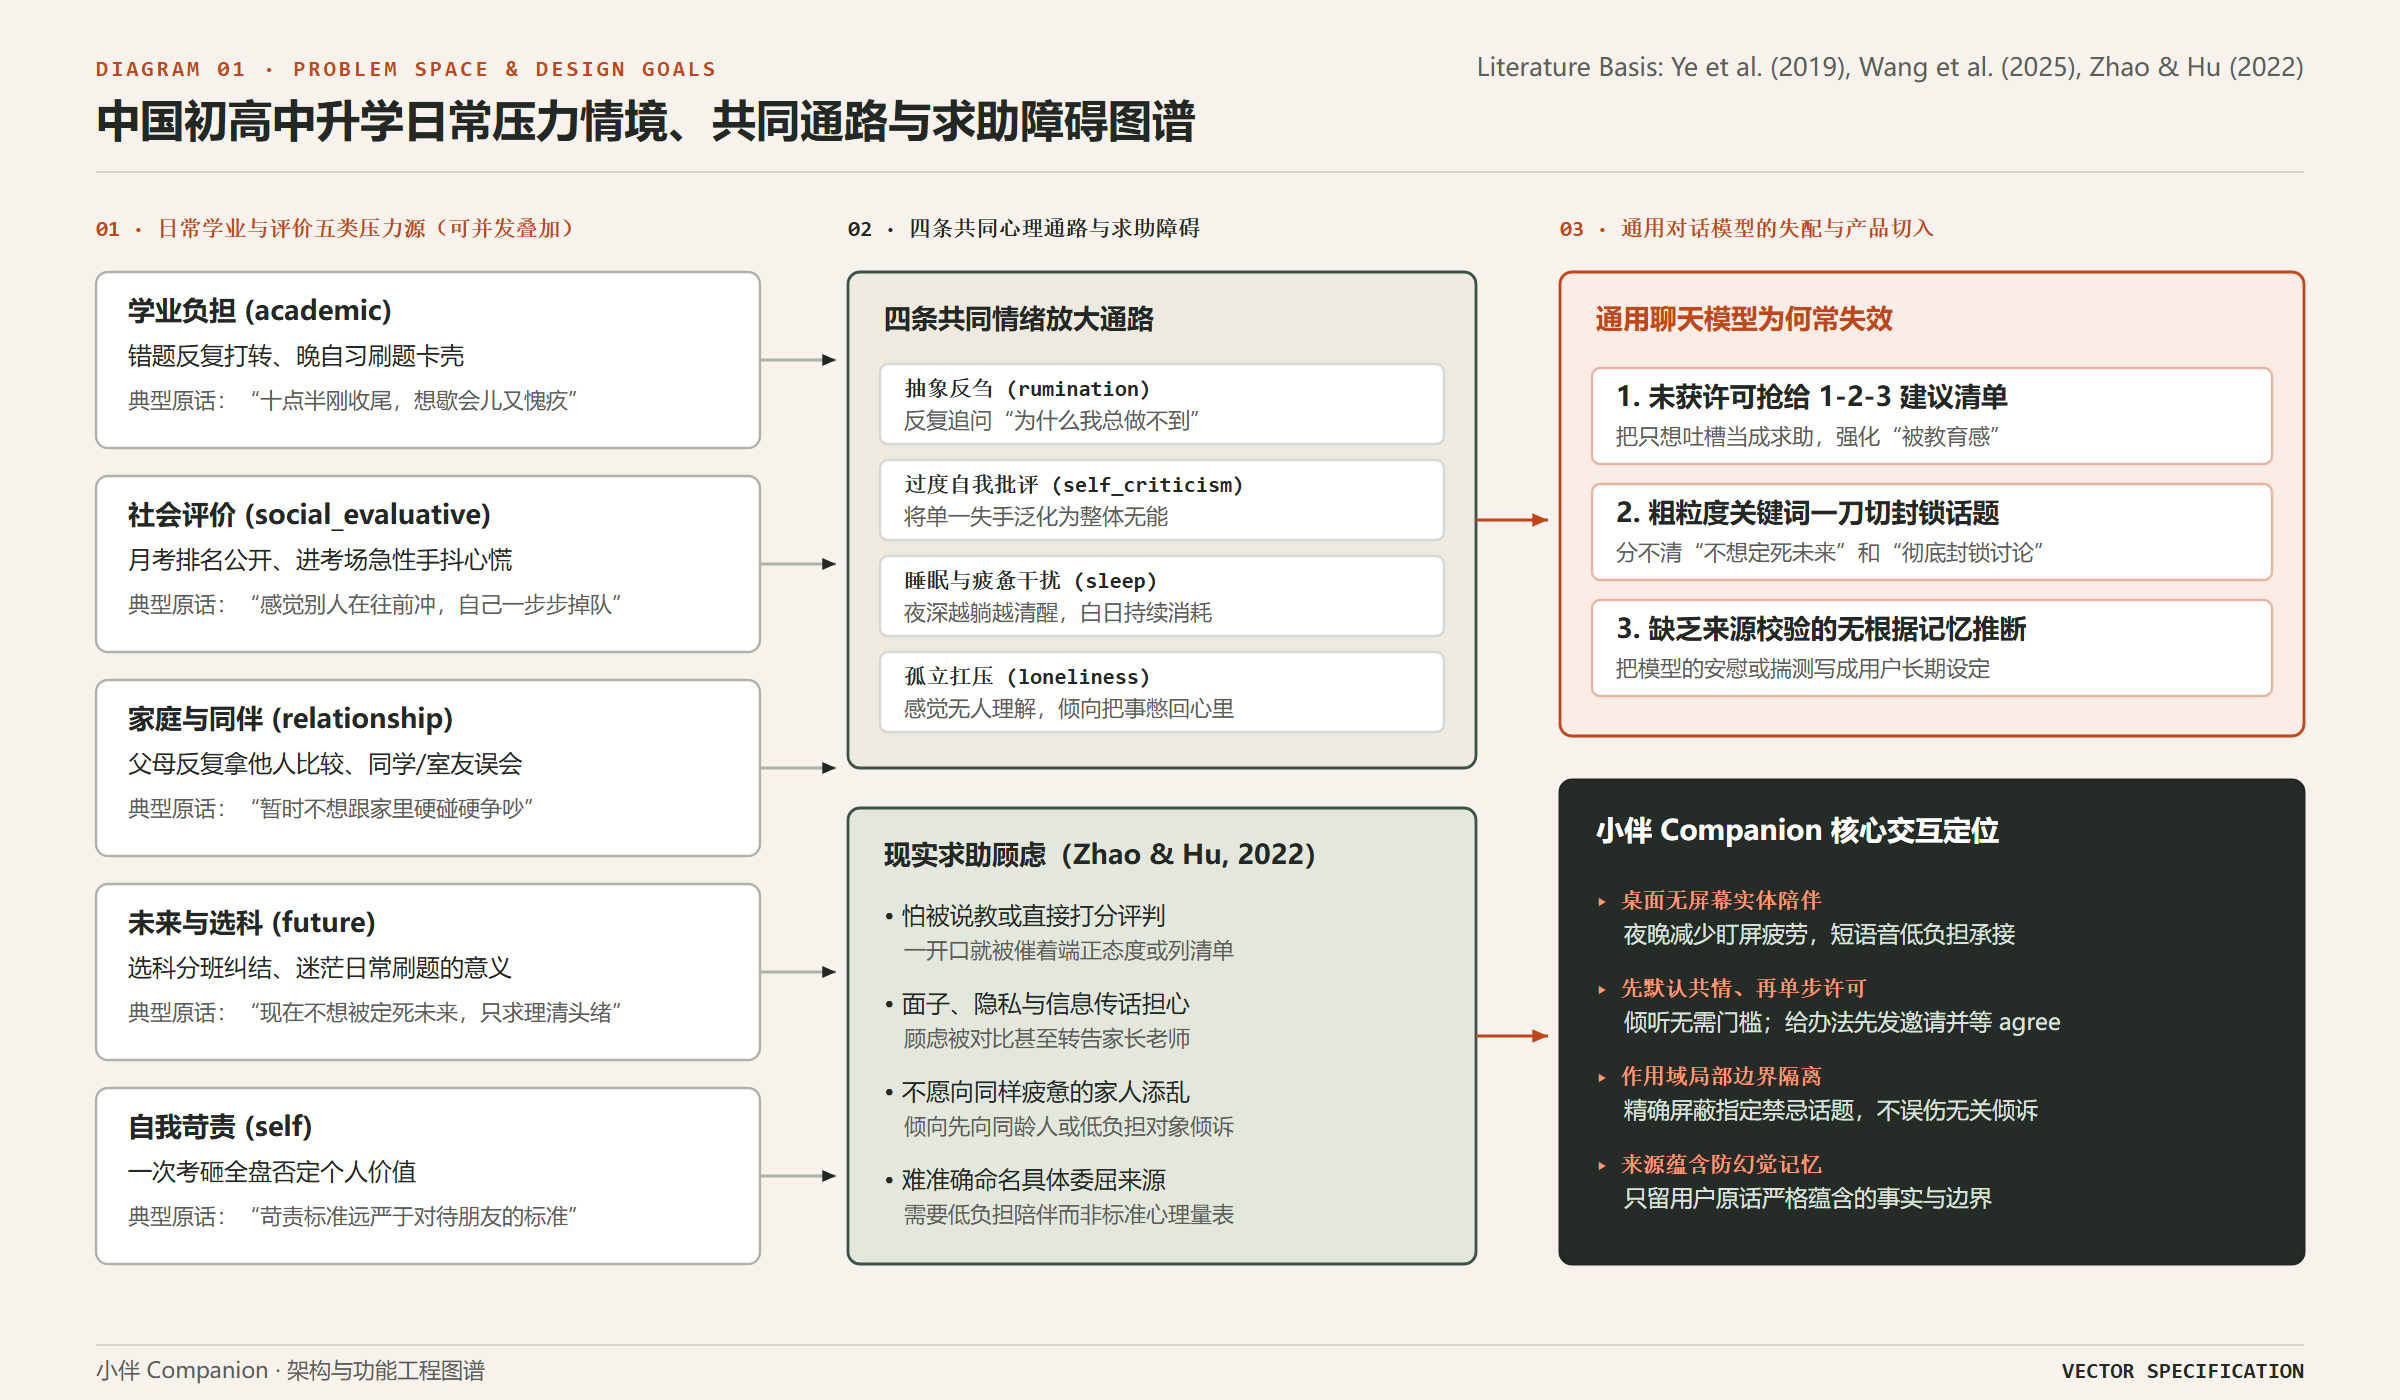 DIAGRAM 01 · PROBLEM SPACE & DESIGN GOALS
Literature Basis: Ye et al. (2019), Wang et al. (2025), Zhao & Hu (2022)
中国初高中升学日常压力情境、共同通路与求助障碍图谱
01 · 日常学业与评价五类压力源（可并发叠加）
学业负担 (academic)
错题反复打转、晚自习刷题卡壳
典型原话：“十点半刚收尾，想歇会儿又愧疚”
社会评价 (social_evaluative)
月考排名公开、进考场急性手抖心慌
典型原话：“感觉别人在往前冲，自己一步步掉队”
家庭与同伴 (relationship)
父母反复拿他人比较、同学/室友误会
典型原话：“暂时不想跟家里硬碰硬争吵”
未来与选科 (future)
选科分班纠结、迷茫日常刷题的意义
典型原话：“现在不想被定死未来，只求理清头绪”
自我苛责 (self)
一次考砸全盘否定个人价值
典型原话：“苛责标准远严于对待朋友的标准”
02 · 四条共同心理通路与求助障碍
四条共同情绪放大通路
抽象反刍 (rumination)
反复追问“为什么我总做不到”
过度自我批评 (self_criticism)
将单一失手泛化为整体无能
睡眠与疲惫干扰 (sleep)
夜深越躺越清醒，白日持续消耗
孤立扛压 (loneliness)
感觉无人理解，倾向把事憋回心里
现实求助顾虑（Zhao & Hu, 2022）
• 怕被说教或直接打分评判
一开口就被催着端正态度或列清单
• 面子、隐私与信息传话担心
顾虑被对比甚至转告家长老师
• 不愿向同样疲惫的家人添乱
倾向先向同龄人或低负担对象倾诉
• 难准确命名具体委屈来源
需要低负担陪伴而非标准心理量表
03 · 通用对话模型的失配与产品切入
通用聊天模型为何常失效
1. 未获许可抢给 1-2-3 建议清单
把只想吐槽当成求助，强化“被教育感”
2. 粗粒度关键词一刀切封锁话题
分不清“不想定死未来”和“彻底封锁讨论”
3. 缺乏来源校验的无根据记忆推断
把模型的安慰或揣测写成用户长期设定
小伴 Companion 核心交互定位
▸ 桌面无屏幕实体陪伴
夜晚减少盯屏疲劳，短语音低负担承接
▸ 先默认共情、再单步许可
倾听无需门槛；给办法先发邀请并等 agree
▸ 作用域局部边界隔离
精确屏蔽指定禁忌话题，不误伤无关倾诉
▸ 来源蕴含防幻觉记忆
只留用户原话严格蕴含的事实与边界
小伴 Companion · 架构与功能工程图谱
VECTOR SPECIFICATION